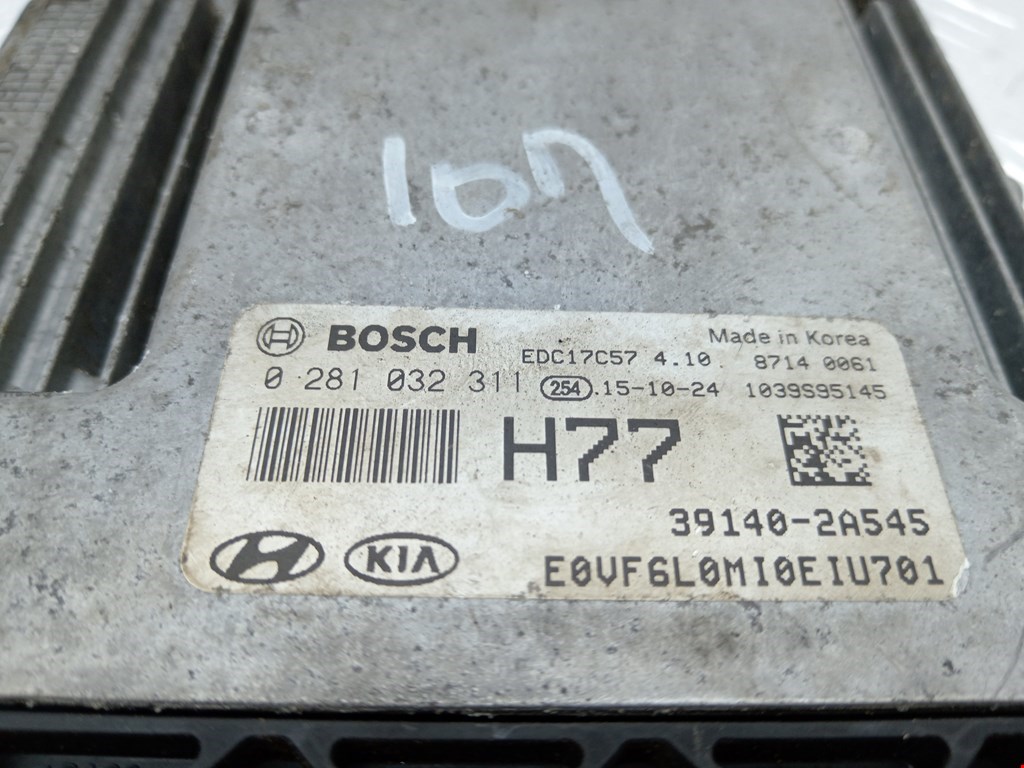 107
BOSCH
Made in Korea
EDC17C57 4.10. 8714 0061
0 281 032 311 254 .15-10-24 1039S95145
H77
39140-2A545
KIA E0VF6L0MI0EIU701